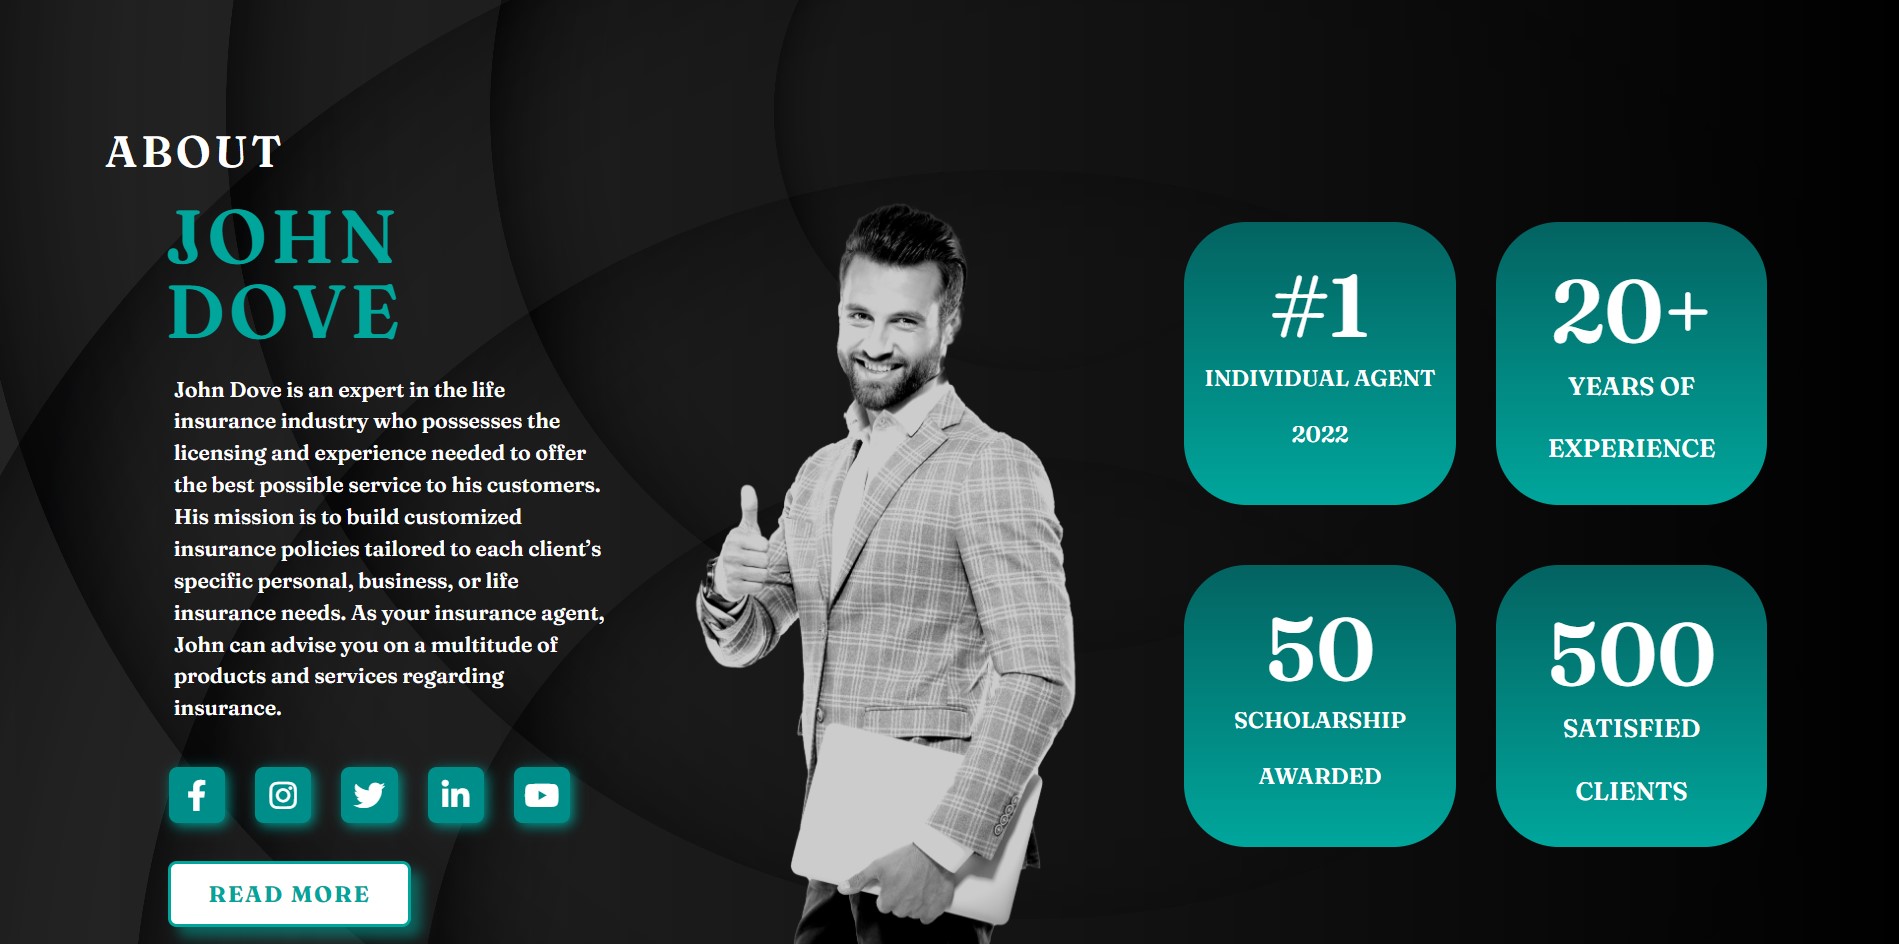 ABOUT
JOHN
DOVE
John Dove is an expert in the life
insurance industry who possesses the
licensing and experience needed to offer
the best possible service to his customers.
His mission is to build customized
insurance policies tailored to each client’s
specific personal, business, or life
insurance needs. As your insurance agent,
John can advise you on a multitude of
products and services regarding
insurance.
READ MORE
#1
INDIVIDUAL AGENT
2022
20+
YEARS OF
EXPERIENCE
50
SCHOLARSHIP
AWARDED
500
SATISFIED
CLIENTS